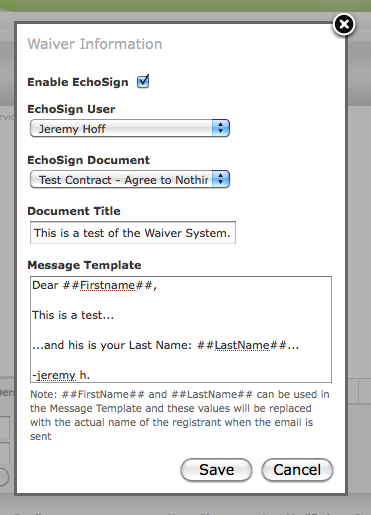 Waiver Information
Enable EchoSign
EchoSign User
Jeremy Hoff
EchoSign Document
Test Contract - Agree to Nothin
Document Title
This is a test of the Waiver System.
Message Template
Dear ##Firstname##,
This is a test...
...and his is your Last Name: ##LastName##...
-jeremy h.
Note: ##FirstName## and ##LastName## can be used in
the Message Template and these values will be replaced
with the actual name of the registrant when the email is
sent
Save Cancel